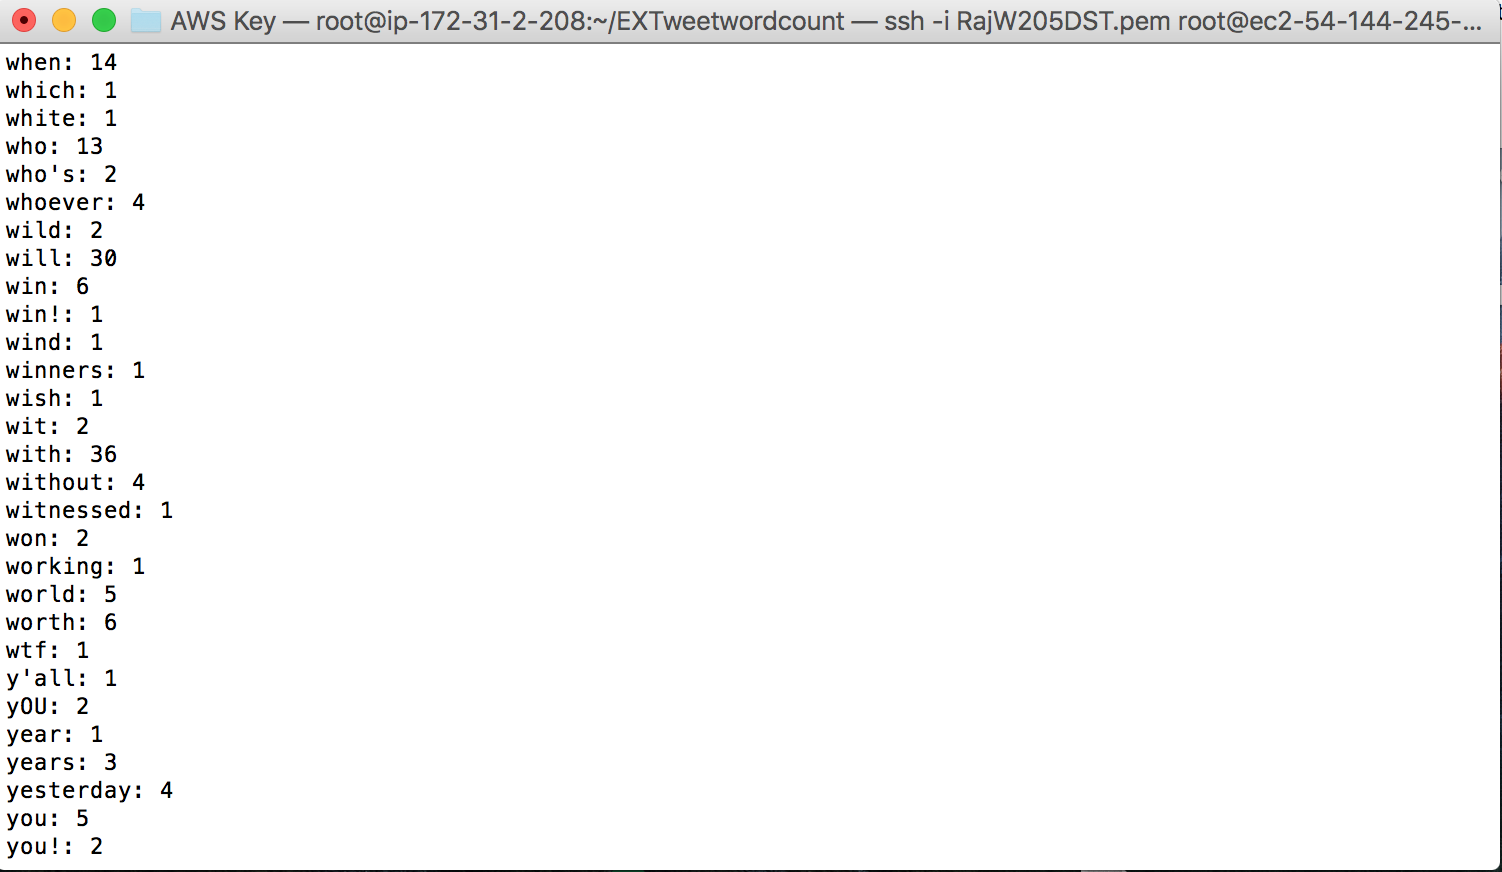 AWS Key — root@ip-172-31-2-208:~/EXTweetwordcount — ssh -i RajW205DST.pem root@ec2-54-144-245-...
when: 14
which: 1
white: 1
who: 13
who's: 2
whoever: 4
wild: 2
will: 30
win: 6
win!: 1
wind: 1
winners: 1
wish: 1
wit: 2
with: 36
without: 4
witnessed: 1
won: 2
working: 1
world: 5
worth: 6
wtf: 1
y'all: 1
yOU: 2
year: 1
years: 3
yesterday: 4
you: 5
you!: 2